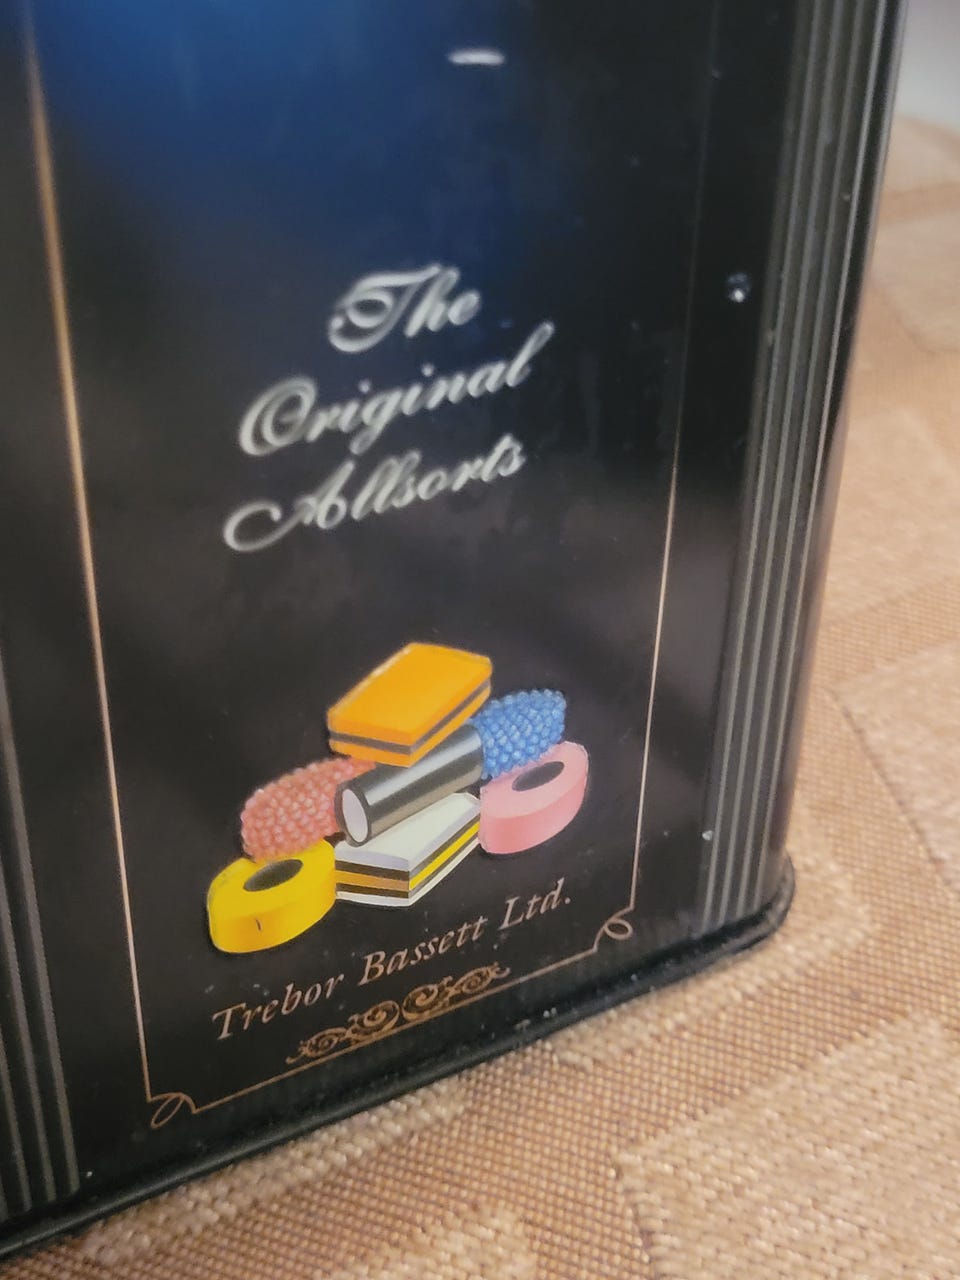 The
Original
Allsorts
Trebor Bassett Ltd.